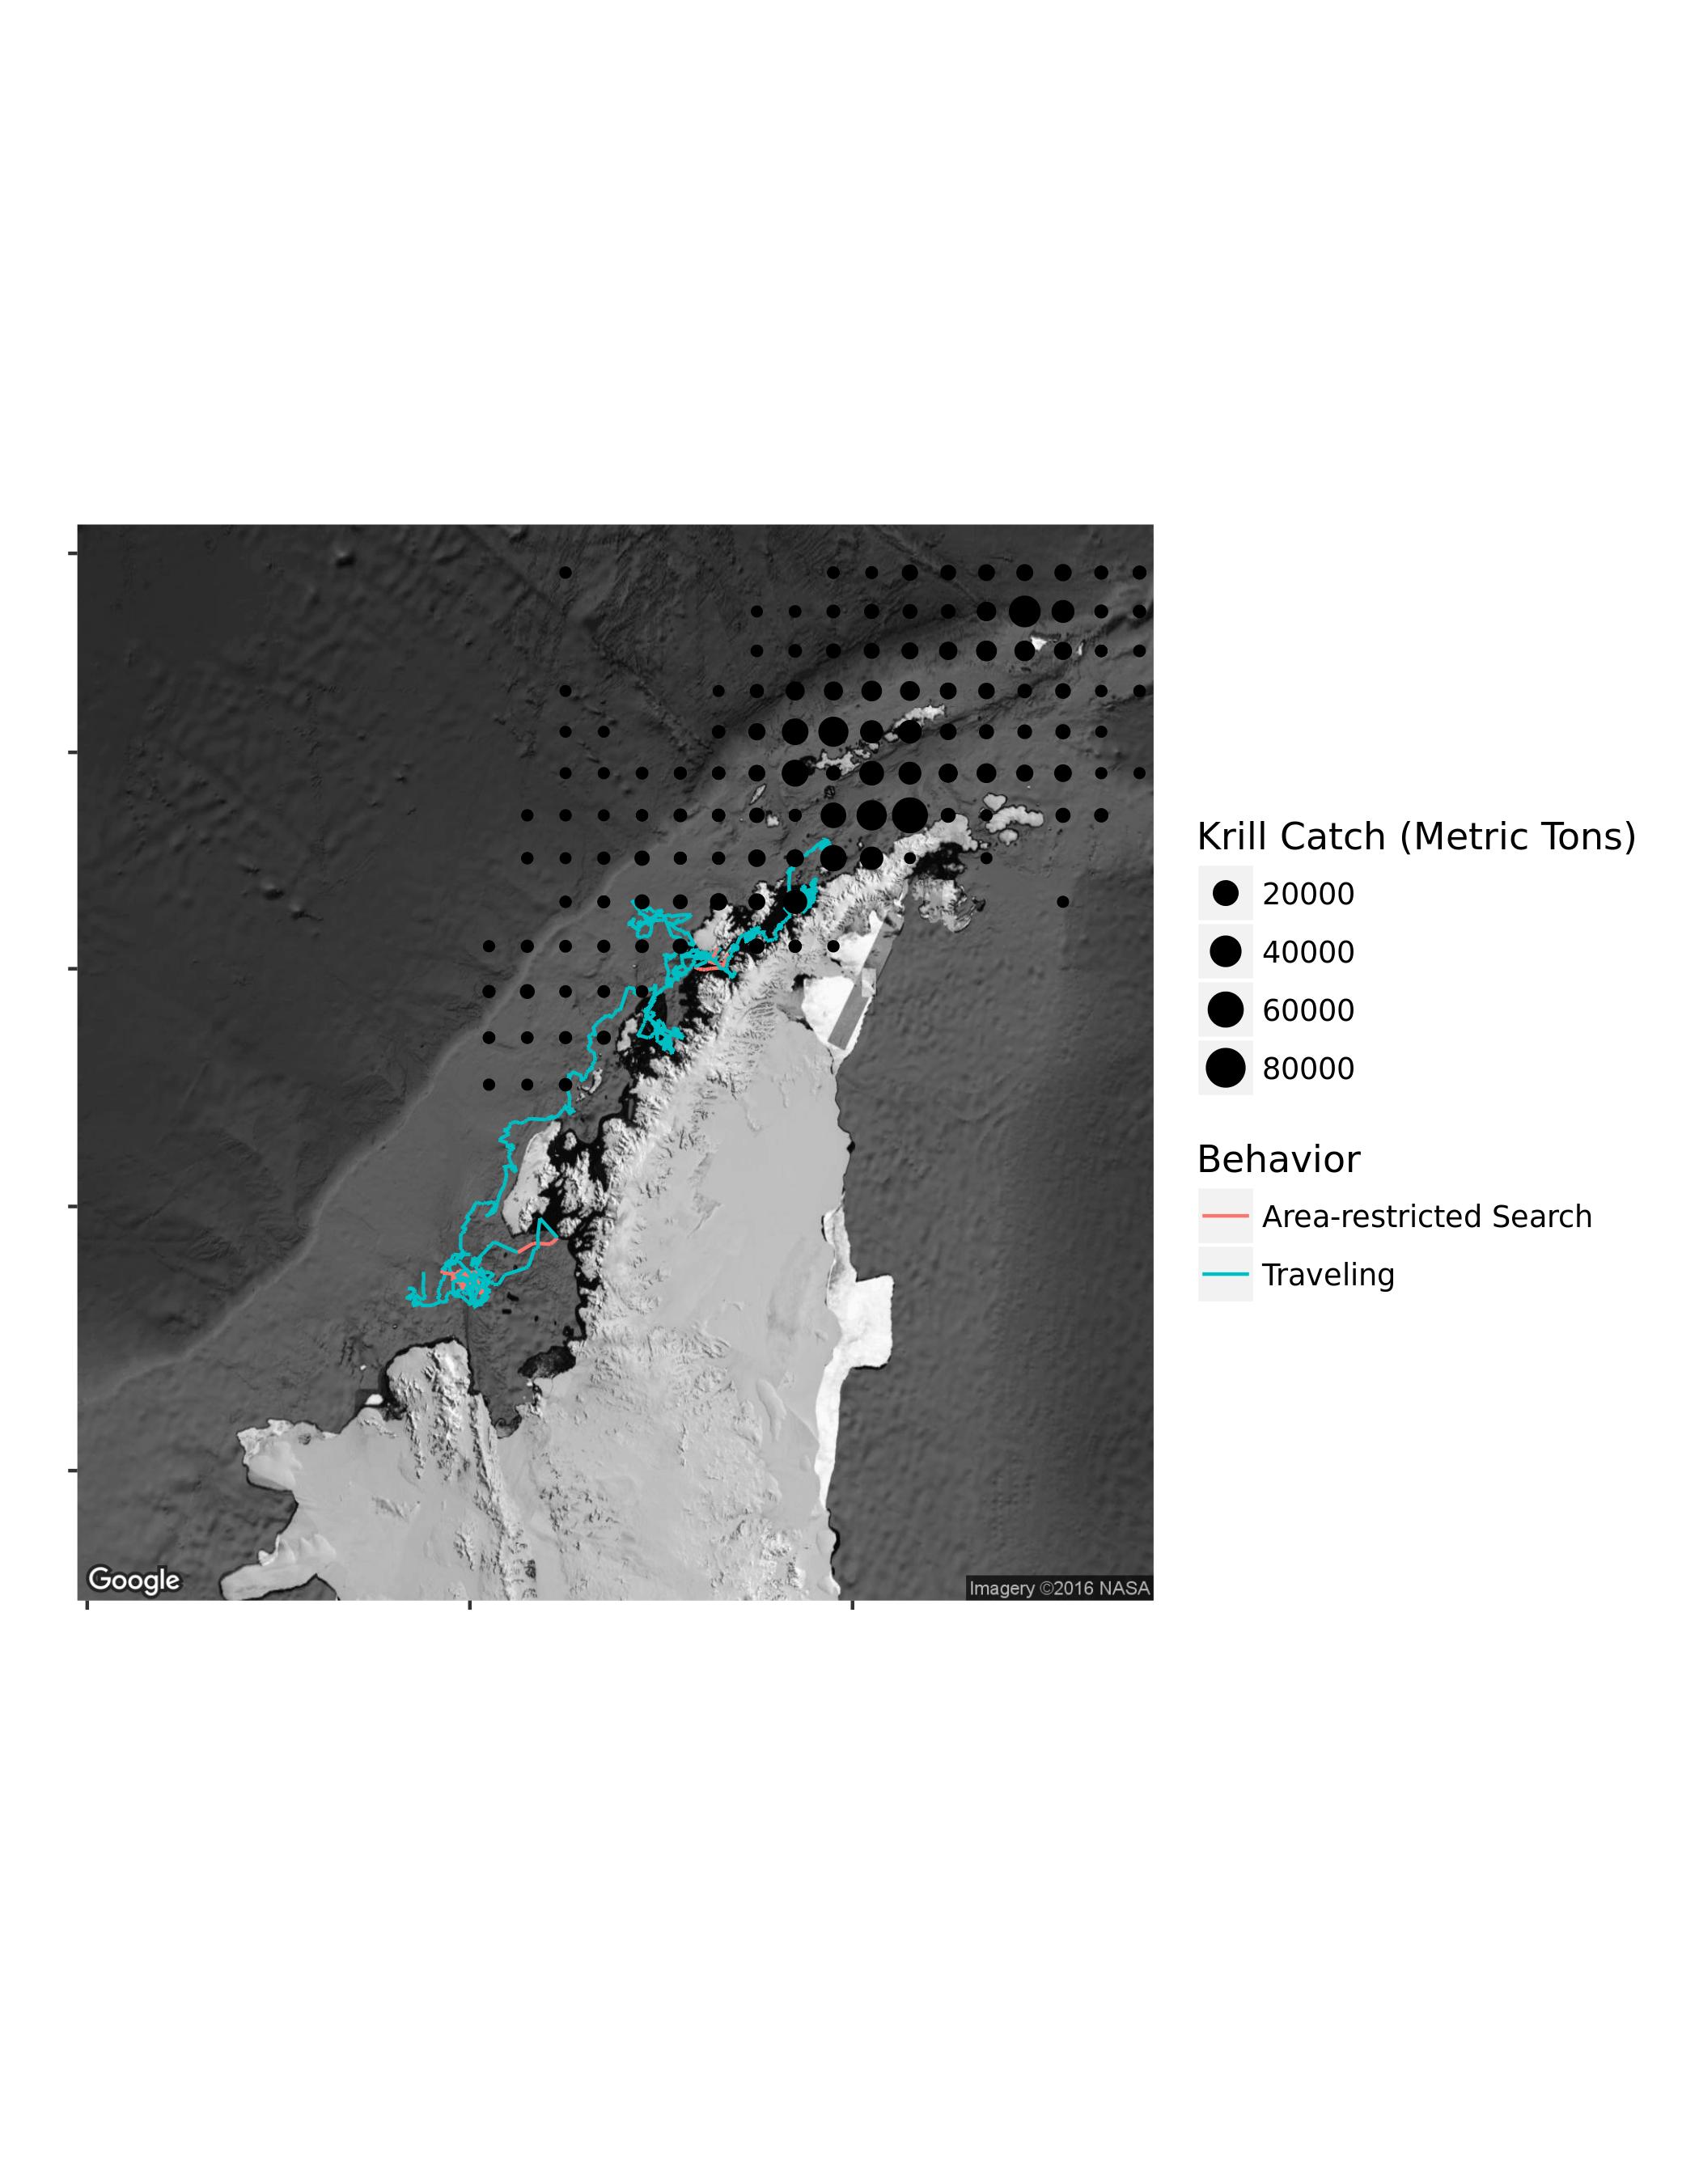 Krill Catch (Metric Tons)
20000
40000
60000
80000
Behavior
Area-restricted Search
Traveling
Google
Imagery ©2016 NASA